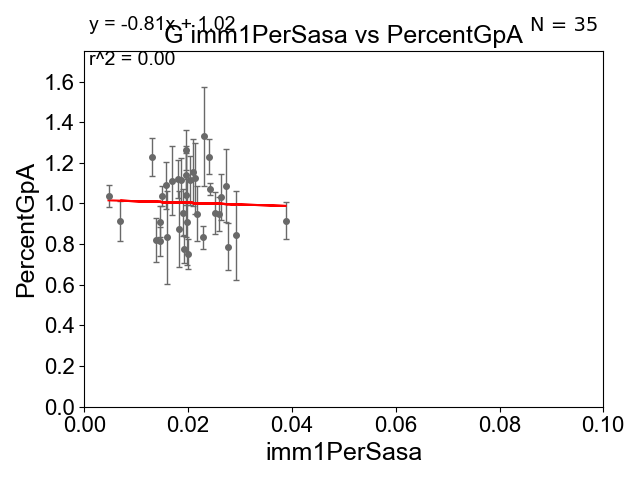 y = -0.81x + 1.02
G imm1PerSasa vs PercentGpA
N = 35
r^2 = 0.00
1.6
1.4
1.2
1.0
0.8
0.6
0.4
0.2
0.0
PercentGpA
0.00 0.02 0.04 0.06 0.08 0.10
imm1PerSasa